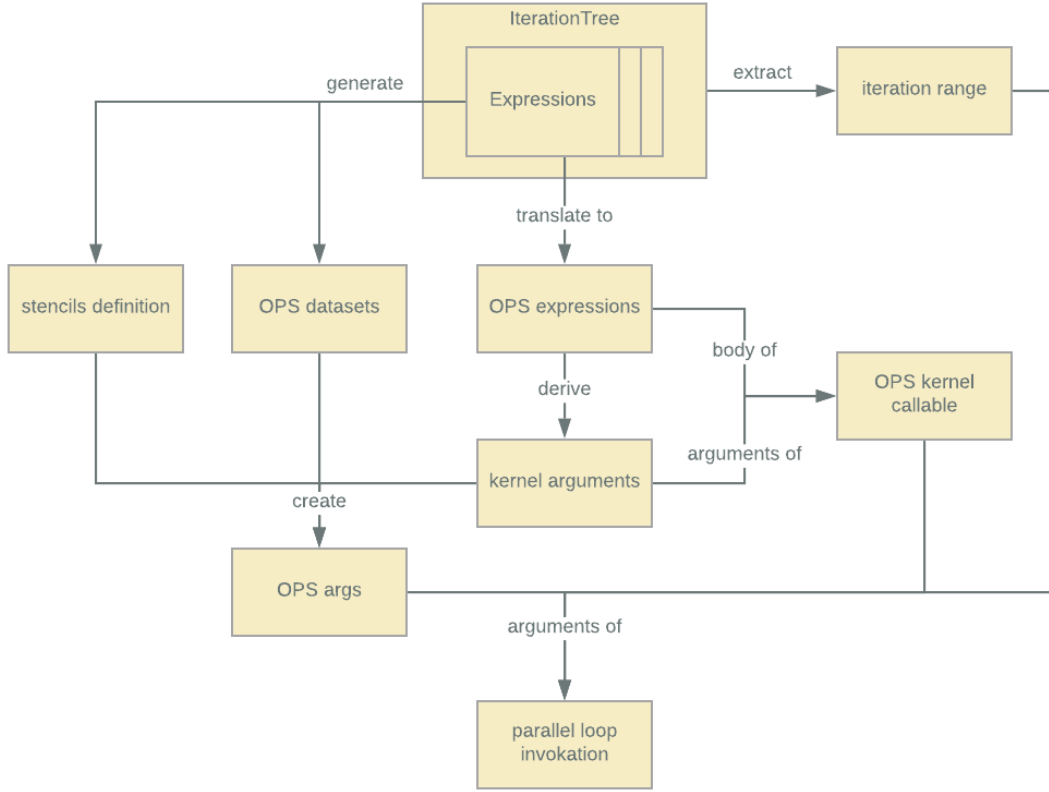 IterationTree
generate
extract
Expressions
iteration range
translate to
stencils definition
OPS datasets
OPS expressions
body of
derive
OPS kernel
callable
arguments of
kernel arguments
create
OPS args
arguments of
parallel loop
invokation